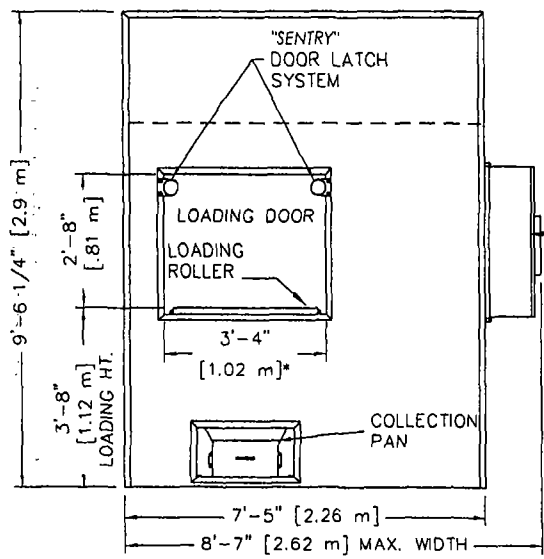 "SENTRY"
DOOR LATCH
SYSTEM
LOADING DOOR
LOADING
ROLLER
9'-6 1/4" [2.9 m]
2'-8"
[.81 m]
3'-4"
[1.02 m]*
3'-8"
[1.12 m]
LOADING HT.
COLLECTION
PAN
7'-5" [2.26 m]
8'-7" [2.62 m] MAX. WIDTH